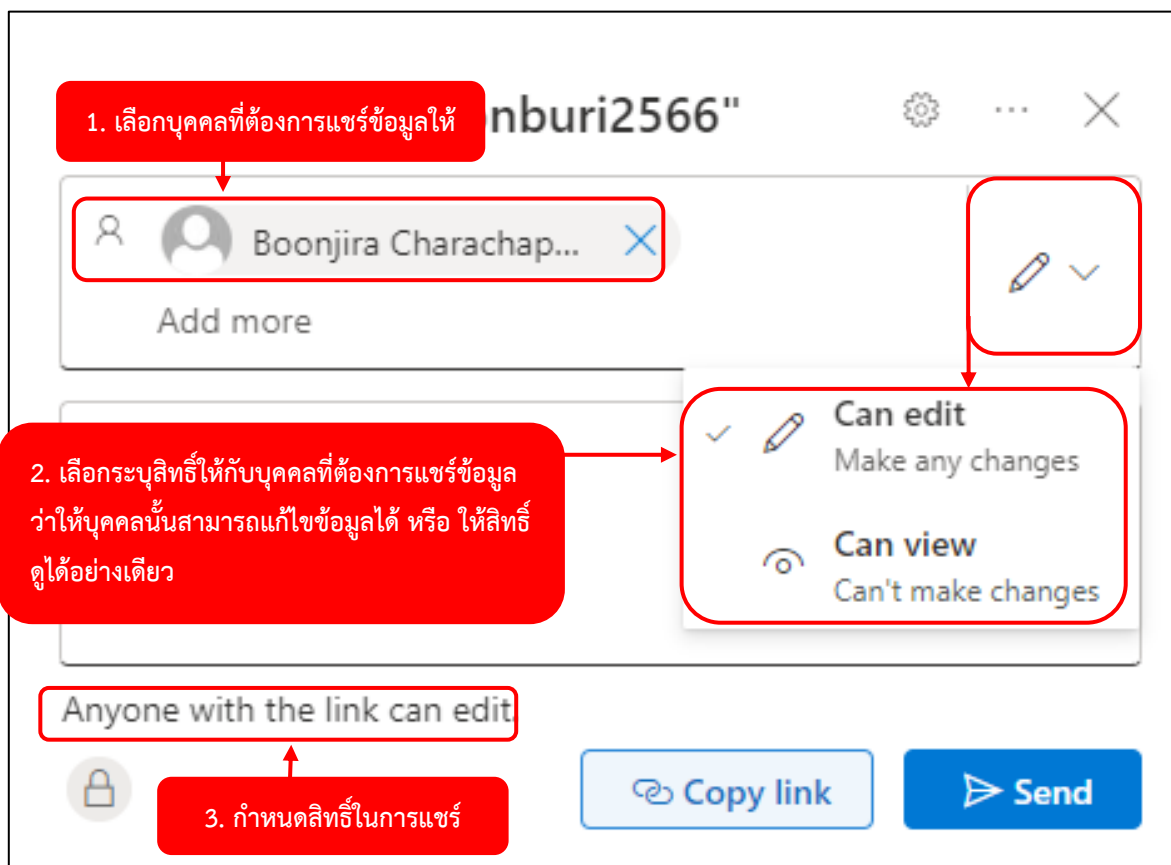 1. เลือกบุคคลที่ต้องการแชร์ข้อมูลให้
nburi2566"
Boonjira Charachap...
Add more
Can edit
Make any changes
2. เลือกระบุสิทธิ์ให้กับบุคคลที่ต้องการแชร์ข้อมูล
ว่าให้บุคคลนั้นสามารถแก้ไขข้อมูลได้ หรือ ให้สิทธิ์
ดูได้อย่างเดียว
Can view
Can't make changes
Anyone with the link can edit.
3. กำหนดสิทธิ์ในการแชร์
Copy link
Send